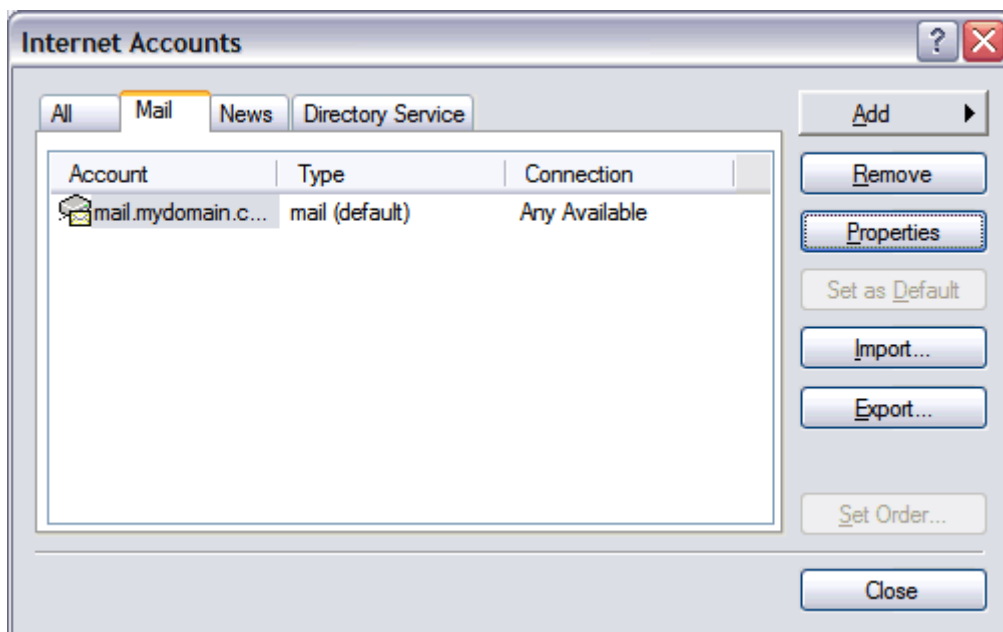 Internet Accounts
?
All Mail News Directory Service
Account Type Connection
mail.mydomain.c... mail (default) Any Available
Add
Remove
Properties
Set as Default
Import...
Export...
Set Order...
Close